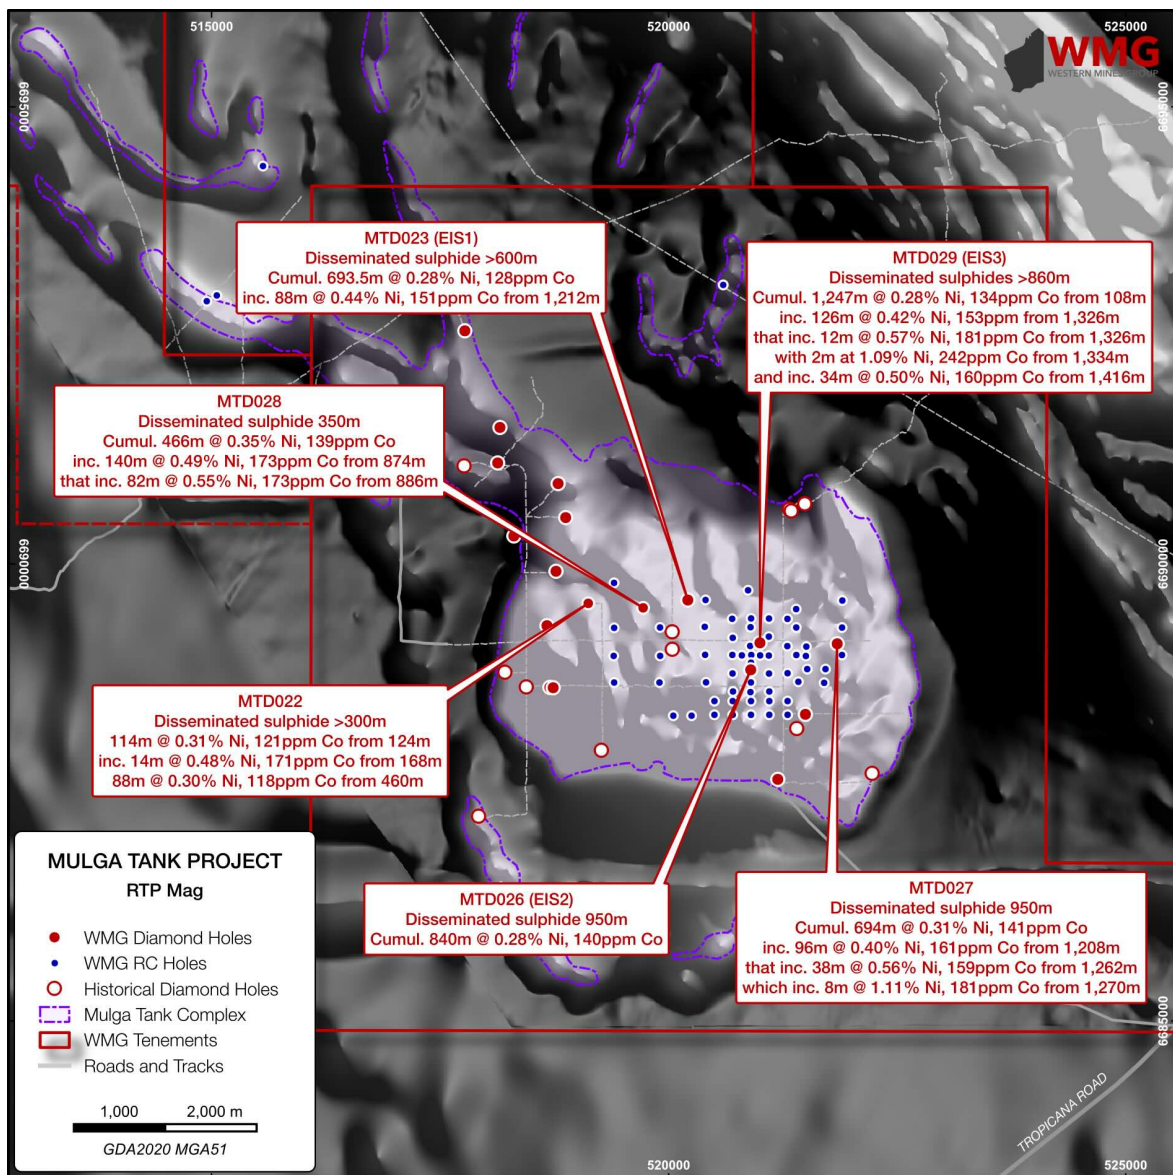 515000
520000
525000
WMG
WESTERN MINES GROUP
6695000
6695000
MTD023 (EIS1)
Disseminated sulphide >600m
Cumul. 693.5m @ 0.28% Ni, 128ppm Co
inc. 88m @ 0.44% Ni, 151ppm Co from 1,212m
MTD029 (EIS3)
Disseminated sulphides >860m
Cumul. 1,247m @ 0.28% Ni, 134ppm Co from 108m
inc. 126m @ 0.42% Ni, 153ppm from 1,326m
that inc. 12m @ 0.57% Ni, 181ppm Co from 1,326m
with 2m at 1.09% Ni, 242ppm Co from 1,334m
and inc. 34m @ 0.50% Ni, 160ppm Co from 1,416m
MTD028
Disseminated sulphide 350m
Cumul. 466m @ 0.35% Ni, 139ppm Co
inc. 140m @ 0.49% Ni, 173ppm Co from 874m
that inc. 82m @ 0.55% Ni, 173ppm Co from 886m
6690000
6690000
MTD022
Disseminated sulphide >300m
114m @ 0.31% Ni, 121ppm Co from 124m
inc. 14m @ 0.48% Ni, 171ppm Co from 168m
88m @ 0.30% Ni, 118ppm Co from 460m
MTD026 (EIS2)
Disseminated sulphide 950m
Cumul. 840m @ 0.28% Ni, 140ppm Co
MTD027
Disseminated sulphide 950m
Cumul. 694m @ 0.31% Ni, 141ppm Co
inc. 96m @ 0.40% Ni, 161ppm Co from 1,208m
that inc. 38m @ 0.56% Ni, 159ppm Co from 1,262m
which inc. 8m @ 1.11% Ni, 181ppm Co from 1,270m
6685000
MULGA TANK PROJECT
RTP Mag
WMG Diamond Holes
WMG RC Holes
Historical Diamond Holes
Mulga Tank Complex
WMG Tenements
Roads and Tracks
1,000
2,000 m
GDA2020 MGA51
TROPICANA ROAD
520000
525000